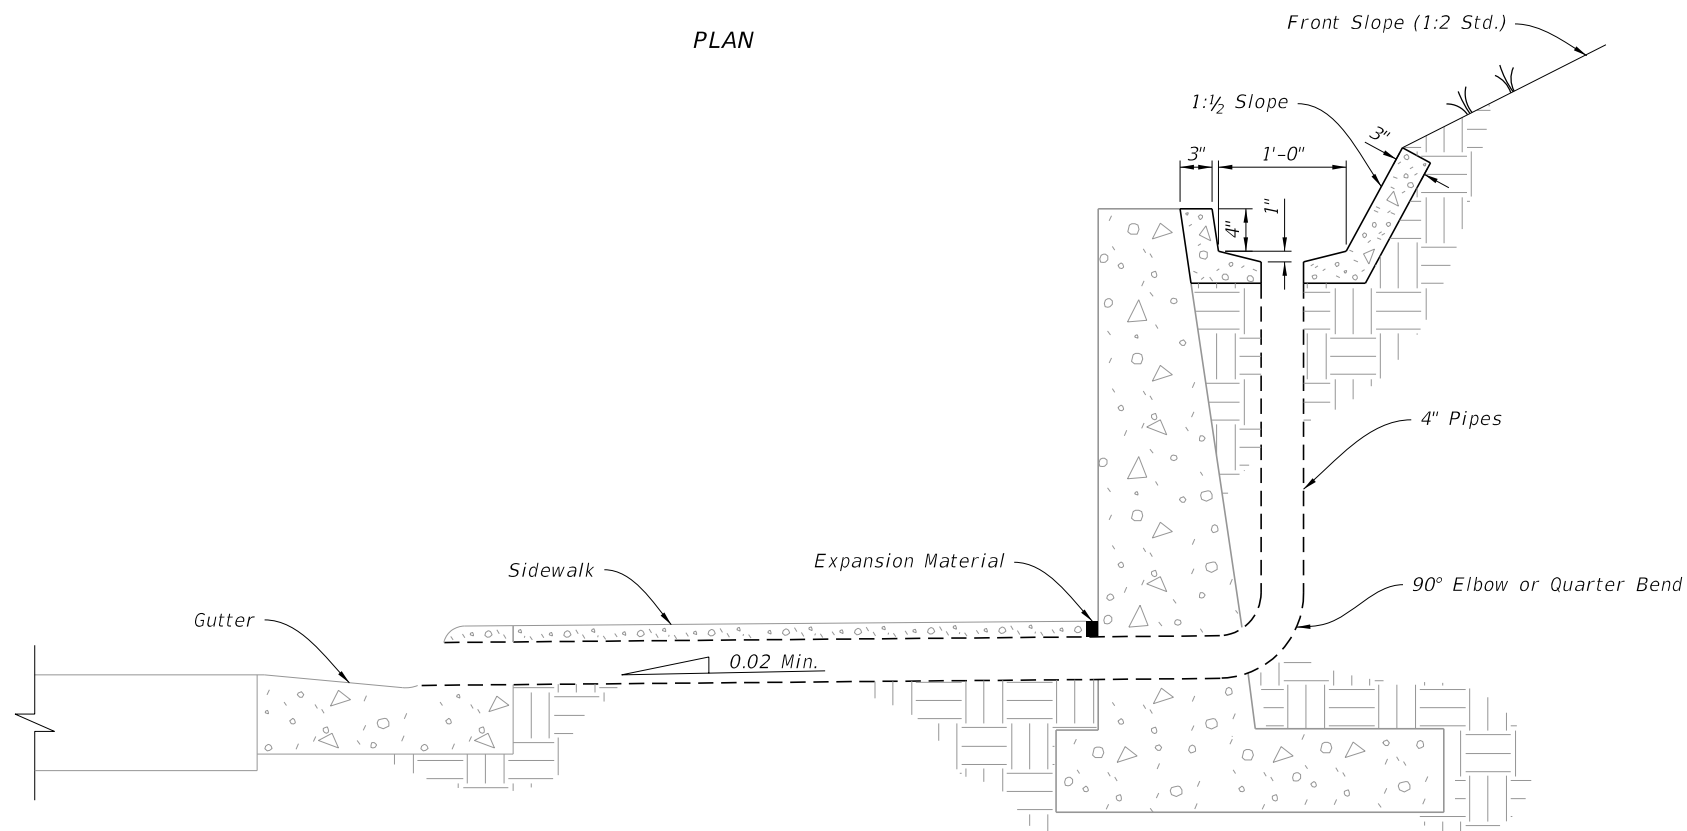 PLAN
Front Slope (1:2 Std.)
1:½ Slope
3"
3"
1'-0"
1"
4"
4" Pipes
Expansion Material
Sidewalk
90° Elbow or Quarter Bend
Gutter
0.02 Min.